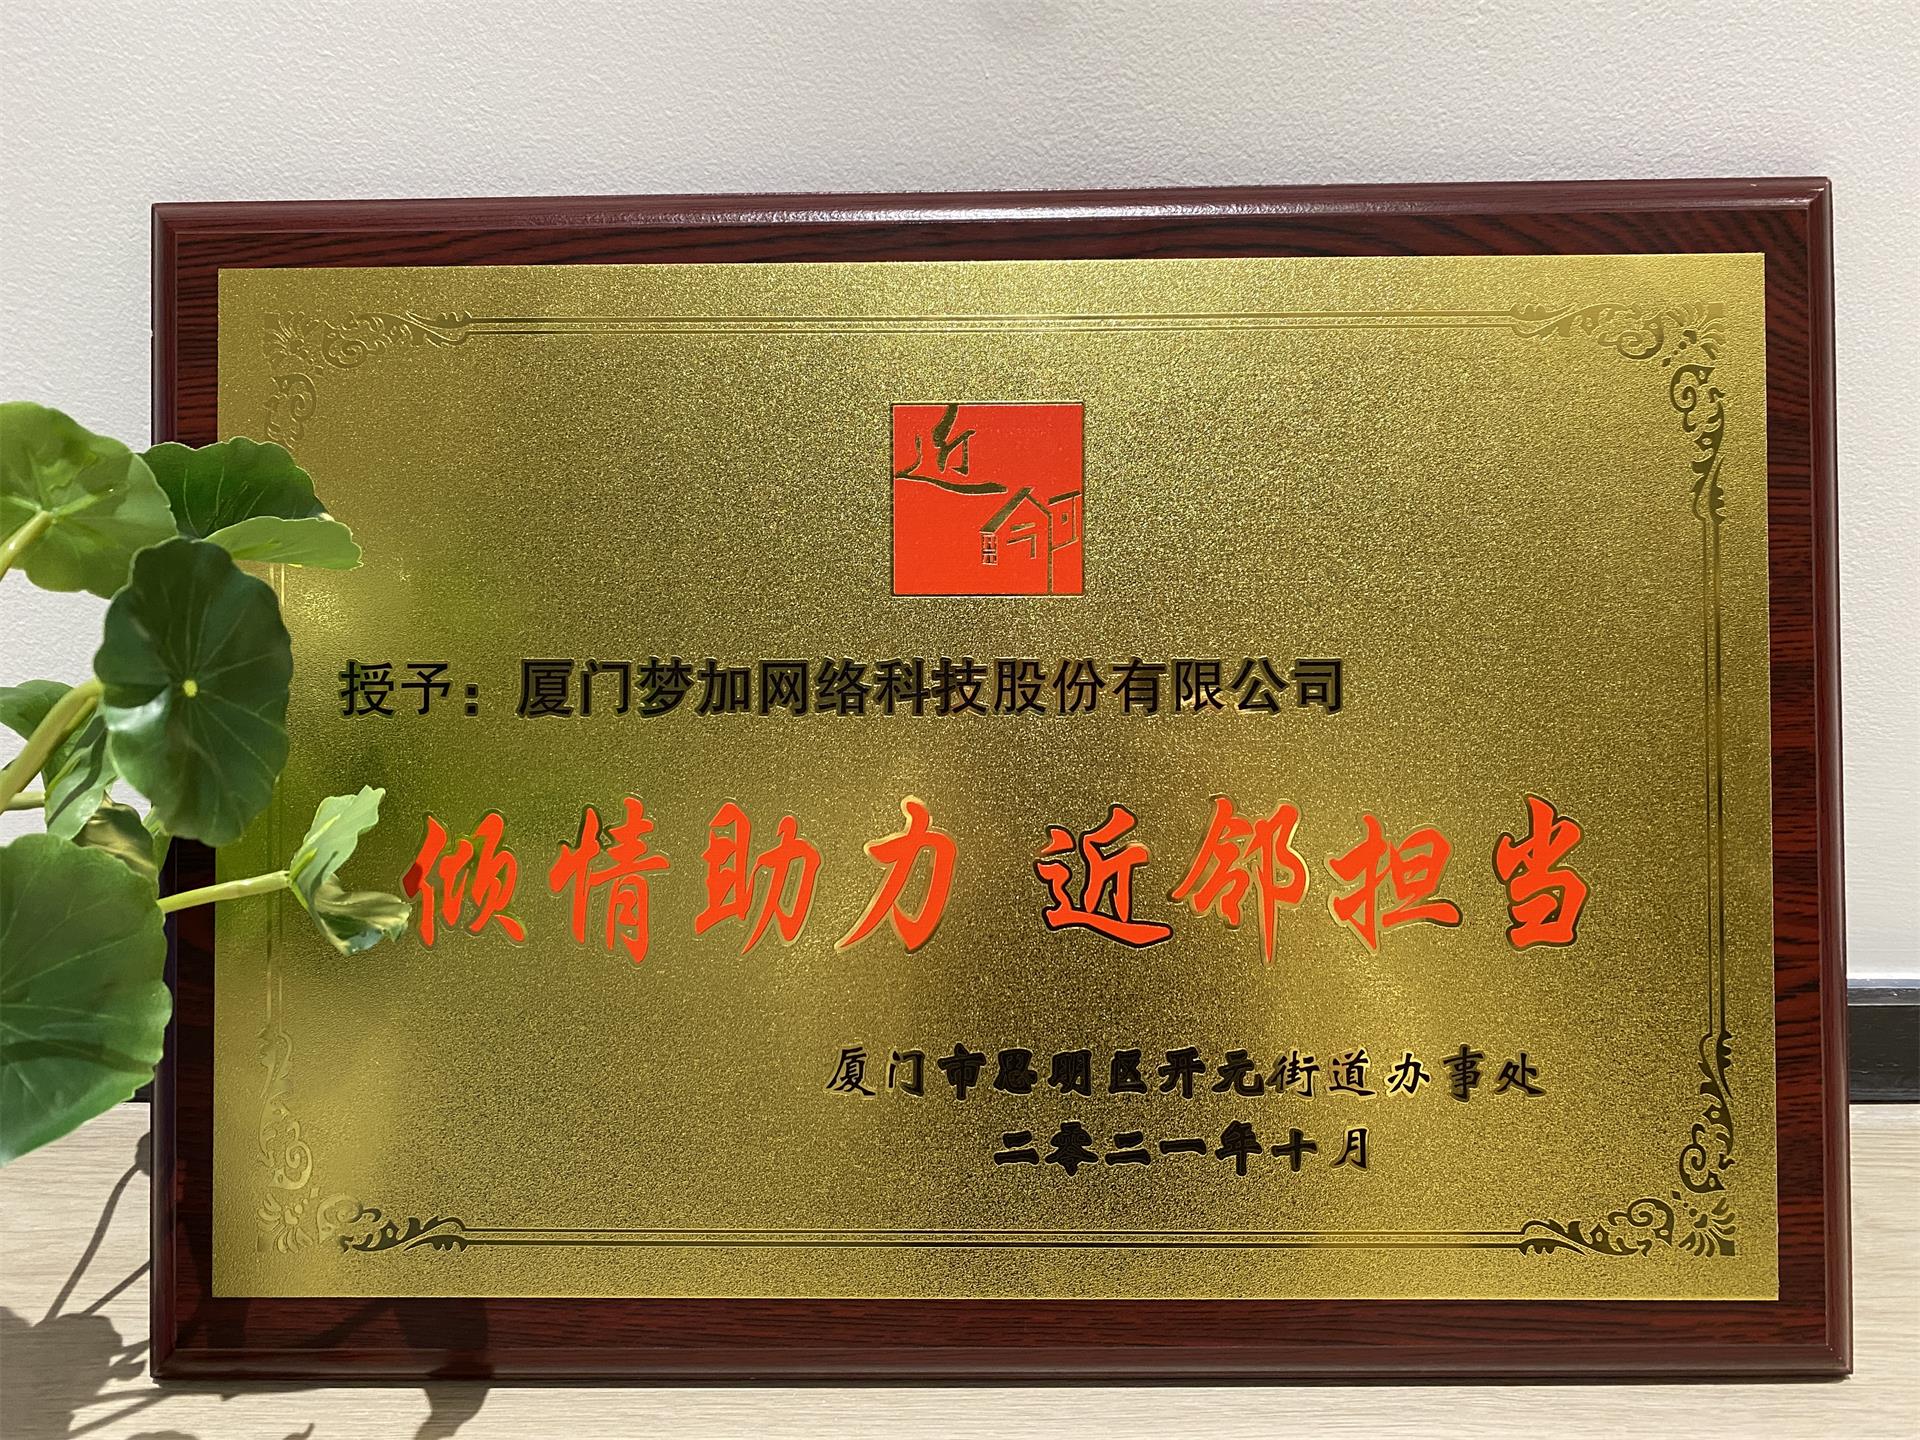 近邻
开元
授予：厦门梦加网络科技股份有限公司
倾情助力 近邻担当
厦门市思明区开元街道办事处
二零二一年十月